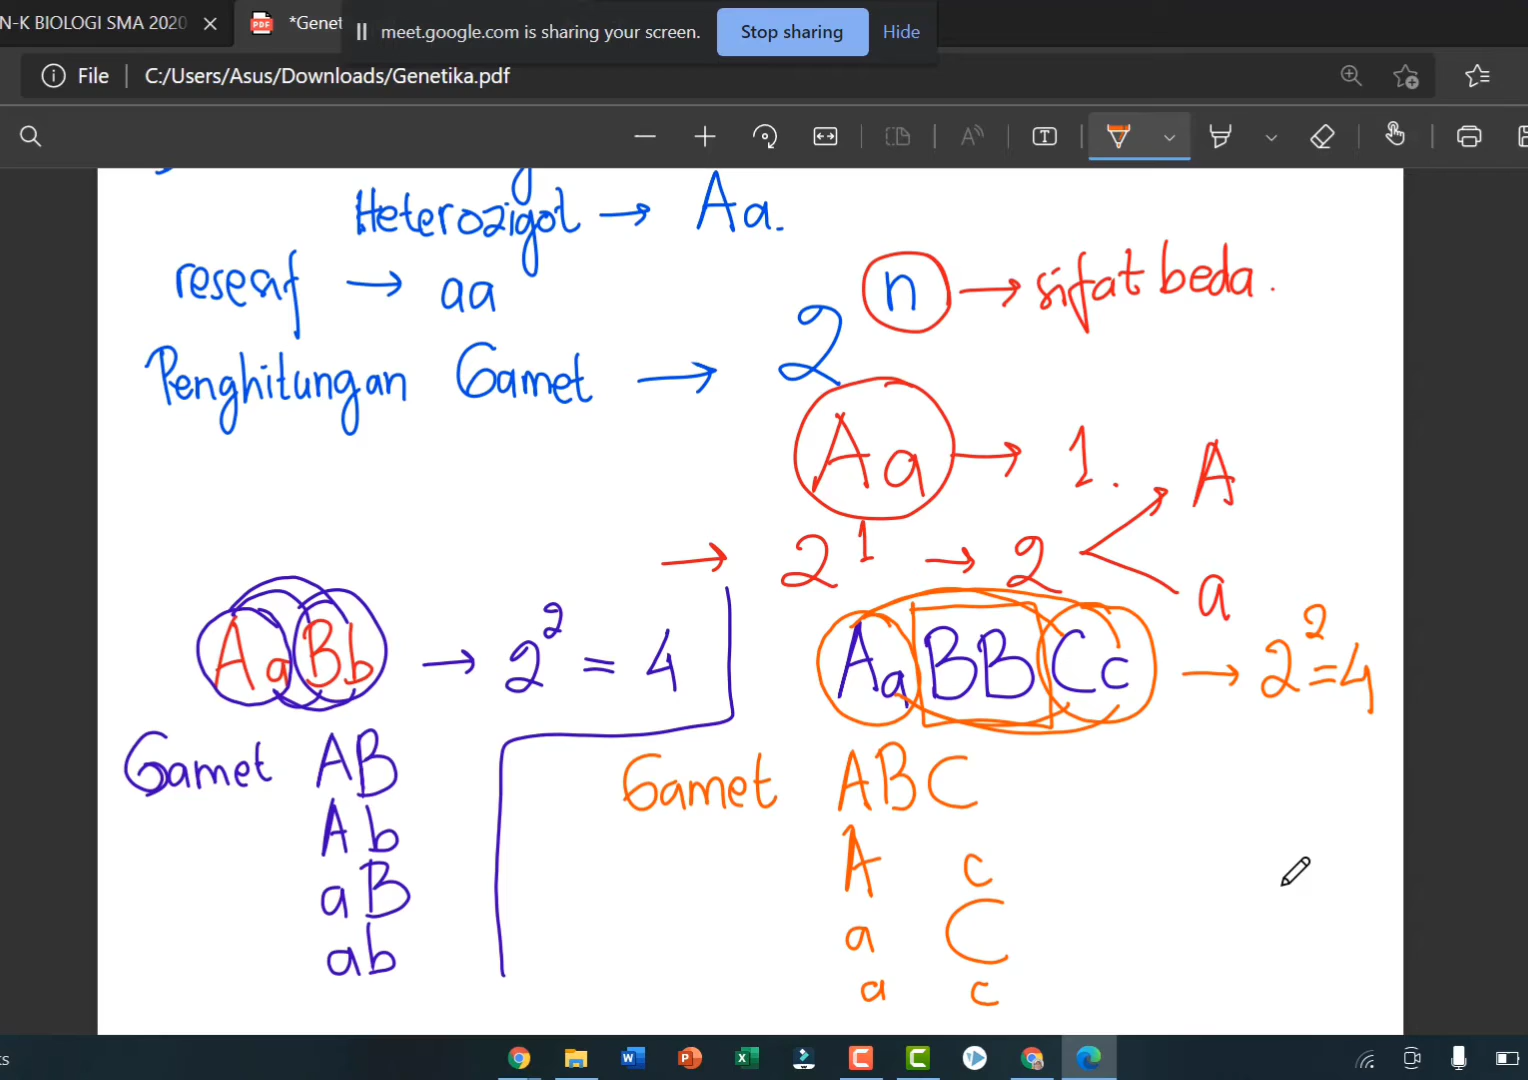 N-K BIOLOGI SMA 2020
*Genet
meet.google.com is sharing your screen.
Stop sharing
Hide
File
C:/Users/Asus/Downloads/Genetika.pdf
Heterozigot → Aa.
resesif → aa
n → sifat beda.
Penghitungan Gamet → 2
Aa → 1.
→ 2¹ → 2
A
a
AaBb → 2² = 4
AaBBCc → 2² = 4
Gamet AB
Ab
aB
ab
Gamet ABC
A c
a C
a c